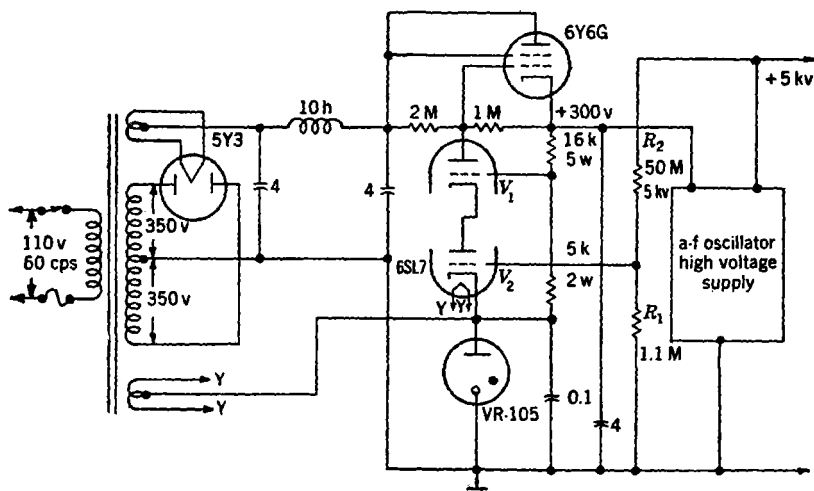 6Y6G
+5 kv
10 h
2 M
1 M
+300 v
5Y3
16 k
5 w
R2
50 M
5 kv
4
4
V1
350 v
110 v
60 cps
a-f oscillator
high voltage
supply
5 k
6SL7
V2
2 w
350 v
Y Y
R1
1.1 M
Y
Y
VR-105
0.1
4